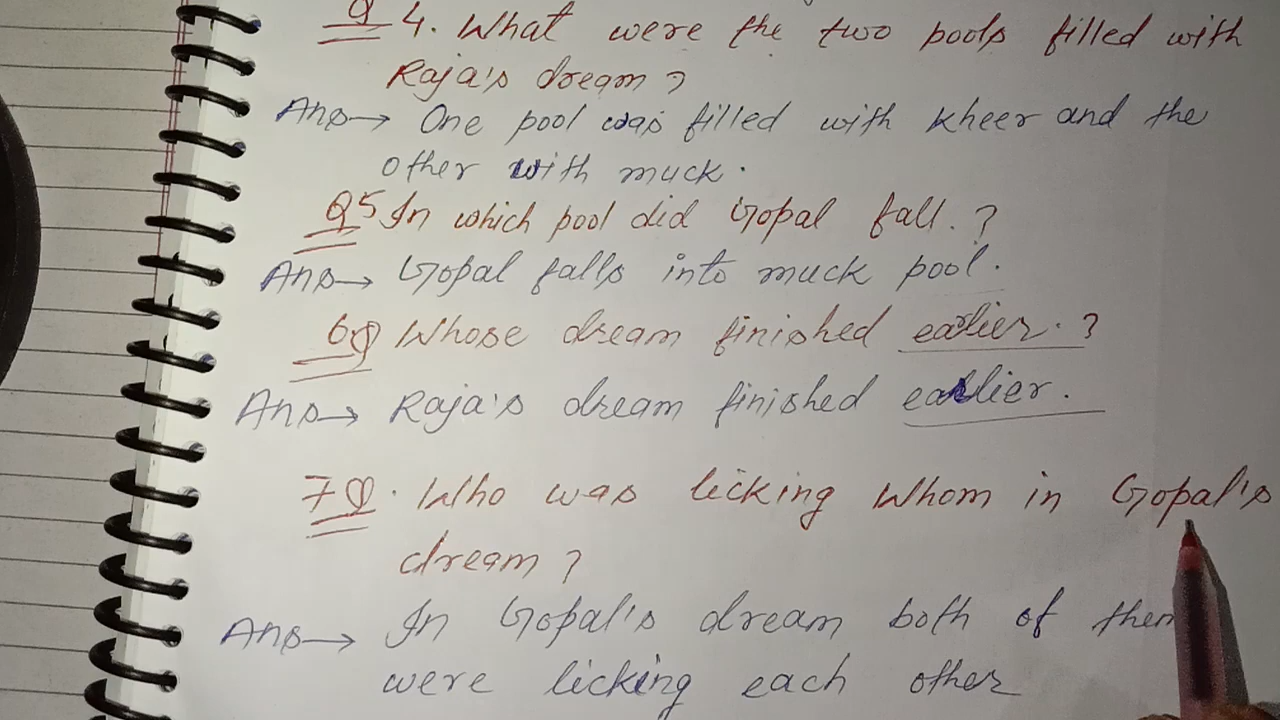 Q 4. What were the two pools filled with
Raja's dream?
Ans→ One pool was filled with kheer and the
other with muck.
Q5 In which pool did Gopal fall.?
Ans→ Gopal falls into muck pool.
6Q Whose dream finished earlier.?
Ans→ Raja's dream finished earlier.
7Q. Who was licking Whom in Gopal's
dream?
Ans→ In Gopal's dream both of them
were licking each other